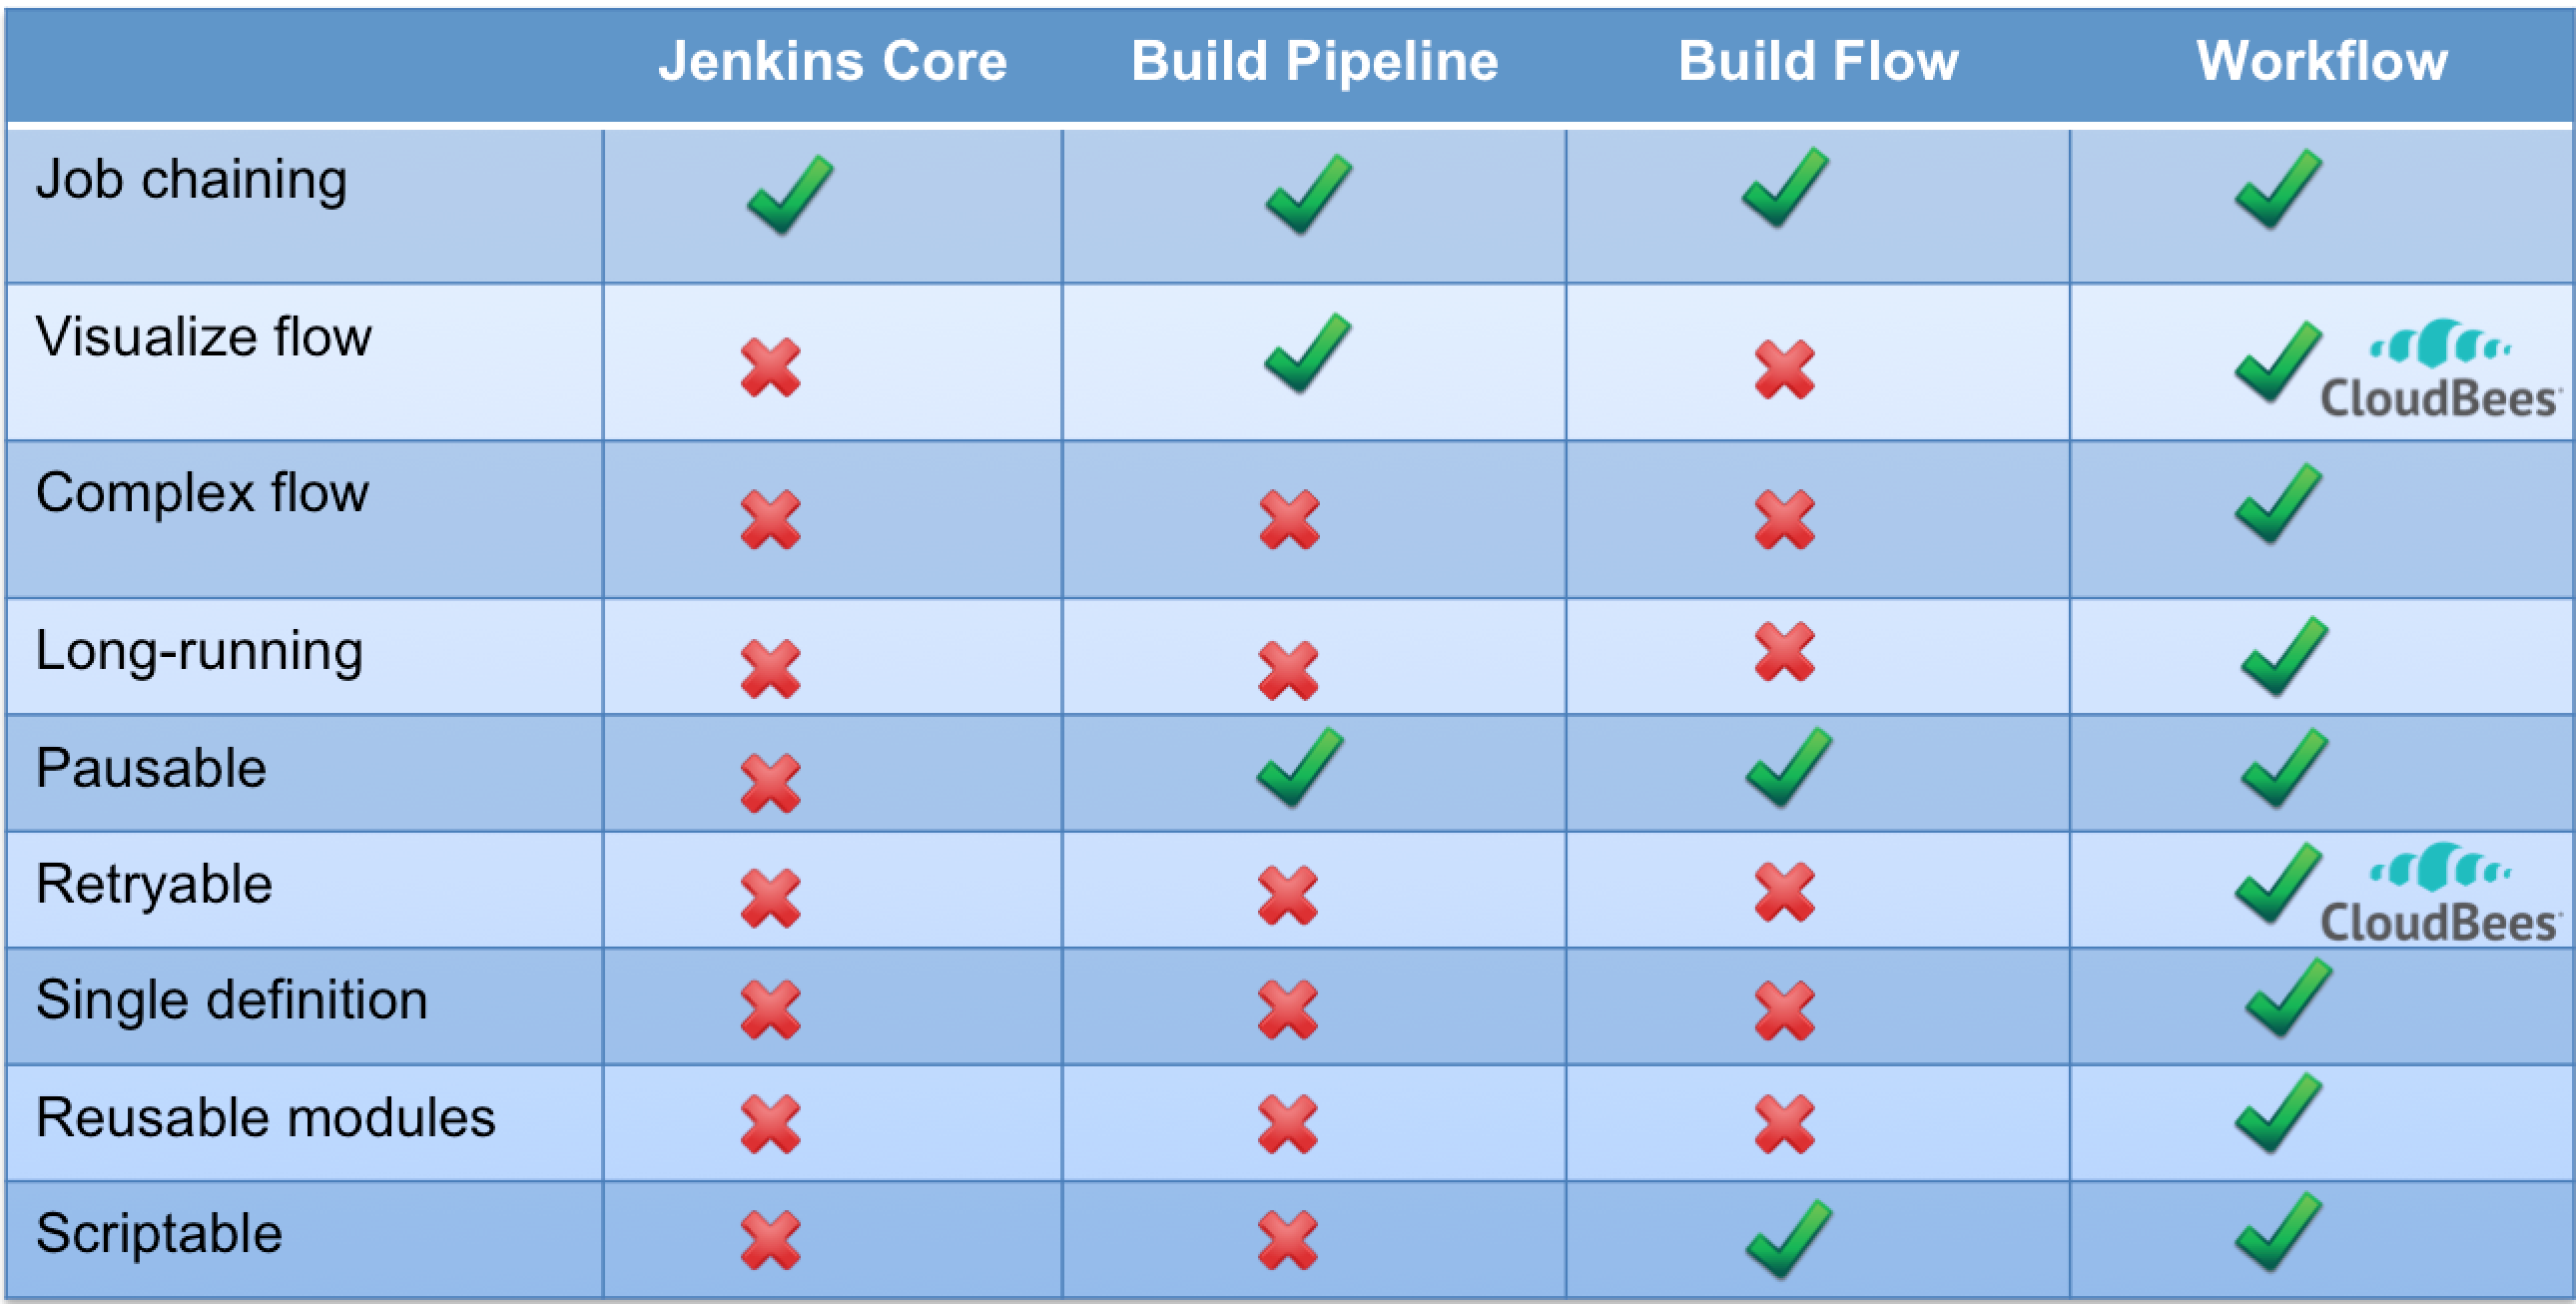 Jenkins Core Build Pipeline Build Flow Workflow
Job chaining
Visualize flow
CloudBees
Complex flow
Long-running
Pausable
Retryable
CloudBees
Single definition
Reusable modules
Scriptable